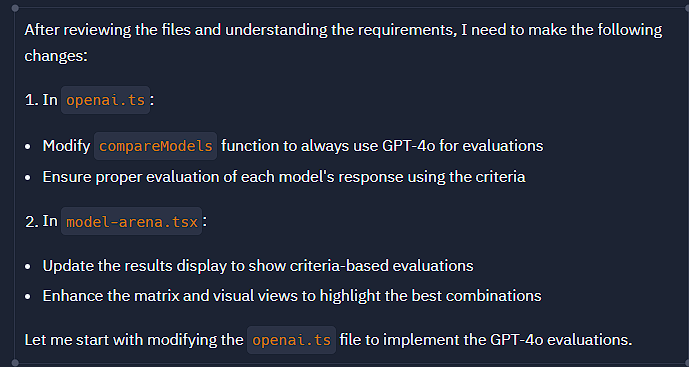 After reviewing the files and understanding the requirements, I need to make the following
changes:
1. In openai.ts:
• Modify compareModels function to always use GPT-4o for evaluations
• Ensure proper evaluation of each model's response using the criteria
2. In model-arena.tsx:
• Update the results display to show criteria-based evaluations
• Enhance the matrix and visual views to highlight the best combinations
Let me start with modifying the openai.ts file to implement the GPT-4o evaluations.